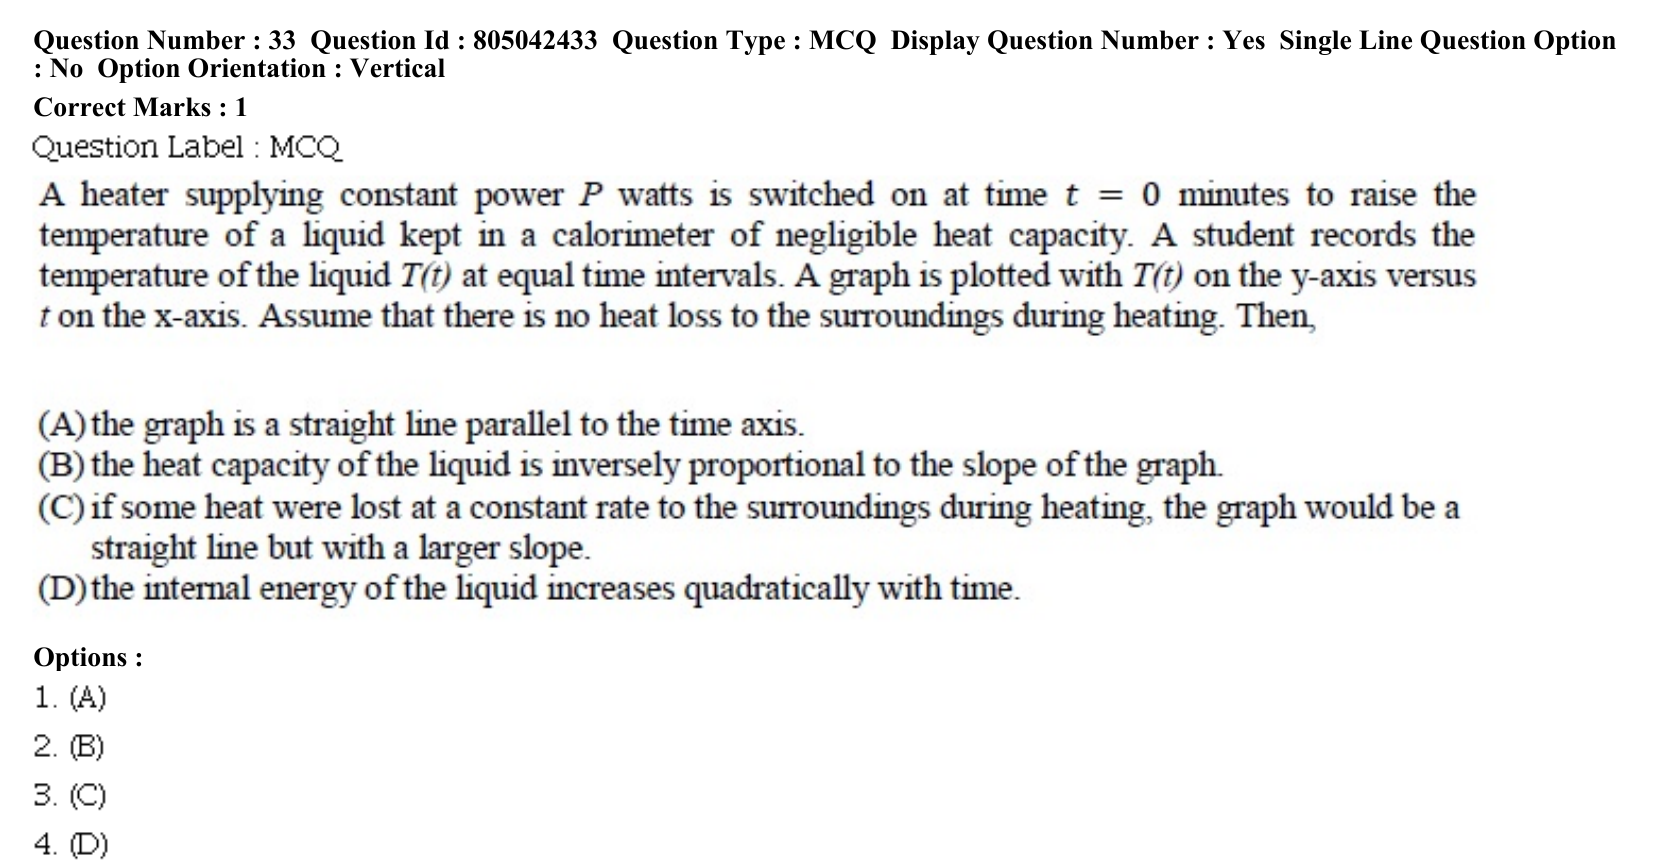 Question Number : 33 Question Id : 805042433 Question Type : MCQ Display Question Number : Yes Single Line Question Option
: No Option Orientation : Vertical
Correct Marks : 1
Question Label : MCQ
A heater supplying constant power P watts is switched on at time t = 0 minutes to raise the
temperature of a liquid kept in a calorimeter of negligible heat capacity. A student records the
temperature of the liquid T(t) at equal time intervals. A graph is plotted with T(t) on the y-axis versus
t on the x-axis. Assume that there is no heat loss to the surroundings during heating. Then,
(A) the graph is a straight line parallel to the time axis.
(B) the heat capacity of the liquid is inversely proportional to the slope of the graph.
(C) if some heat were lost at a constant rate to the surroundings during heating, the graph would be a
straight line but with a larger slope.
(D) the internal energy of the liquid increases quadratically with time.
Options :
1. (A)
2. (B)
3. (C)
4. (D)